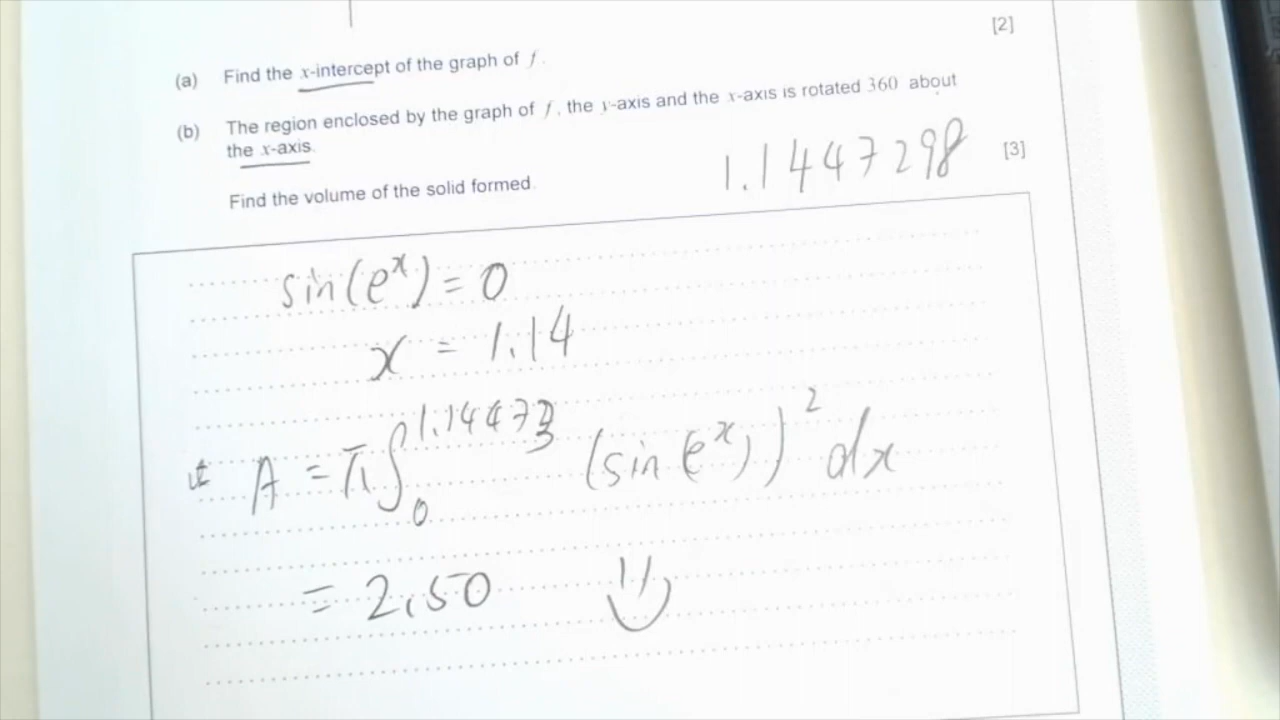 [2]
(a) Find the x-intercept of the graph of f.
(b) The region enclosed by the graph of f, the y-axis and the x-axis is rotated 360 about
the x-axis.
1.1447298 [3]
Find the volume of the solid formed.
sin(e^x) = 0
x = 1.14
A = π∫_0^1.14473 (sin(e^x))^2 dx
= 2.50